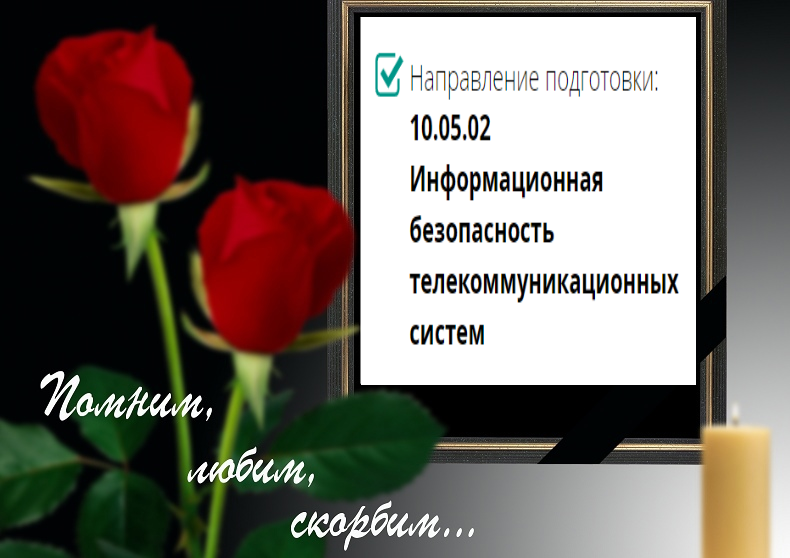 Направление подготовки:
10.05.02
Информационная
безопасность
телекоммуникационных
систем
Помним,
любим,
скорбим...